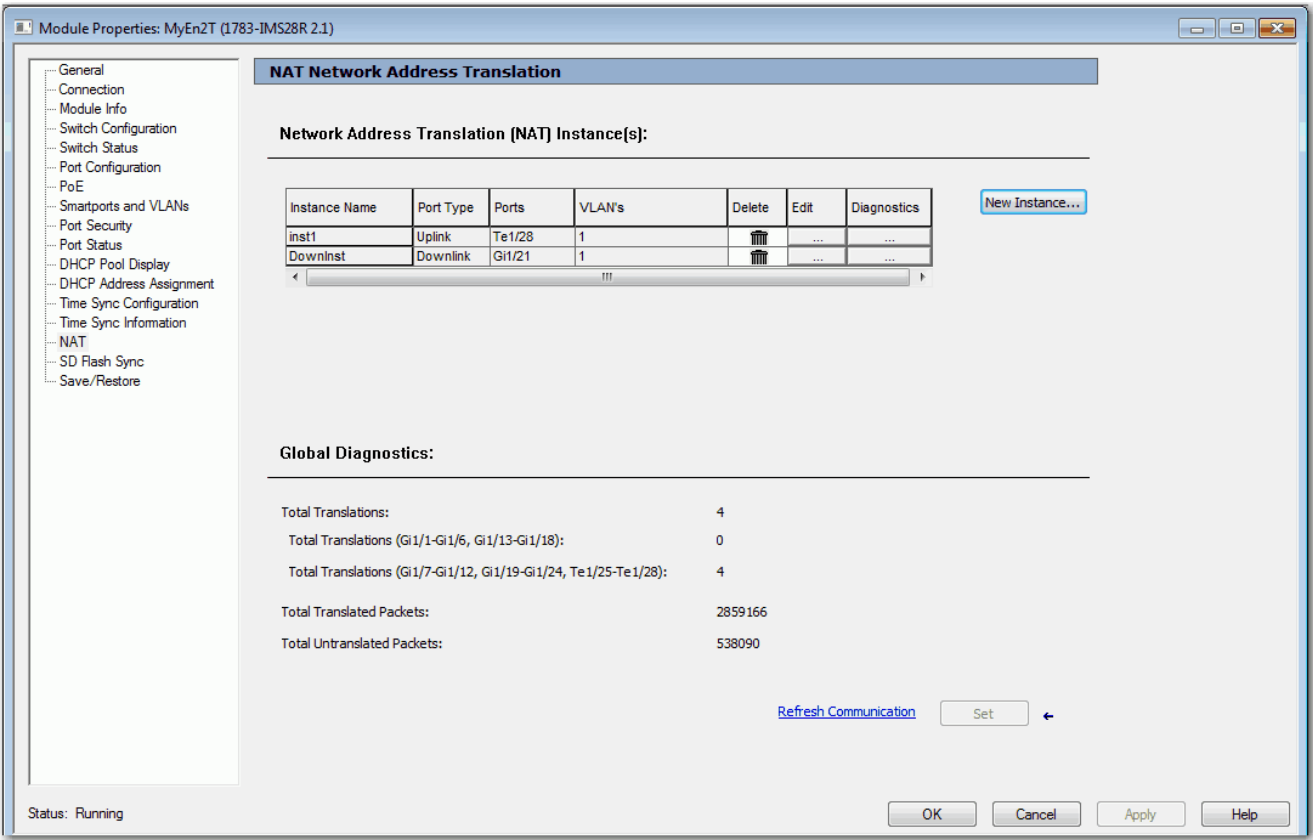 Module Properties: MyEn2T (1783-IMS28R 2.1)
General
Connection
Module Info
Switch Configuration
Switch Status
Port Configuration
PoE
Smartports and VLANs
Port Security
Port Status
DHCP Pool Display
DHCP Address Assignment
Time Sync Configuration
Time Sync Information
NAT
SD Flash Sync
Save/Restore
NAT Network Address Translation
Network Address Translation (NAT) Instance(s):
Instance Name Port Type Ports VLAN's Delete Edit Diagnostics
inst1 Uplink Te1/28 1 ... ...
DownInst Downlink Gi1/21 1 ... ...
New Instance...
Global Diagnostics:
Total Translations: 4
Total Translations (Gi1/1-Gi1/6, Gi1/13-Gi1/18): 0
Total Translations (Gi1/7-Gi1/12, Gi1/19-Gi1/24, Te1/25-Te1/28): 4
Total Translated Packets: 2859166
Total Untranslated Packets: 538090
Refresh Communication Set
Status: Running
OK Cancel Apply Help